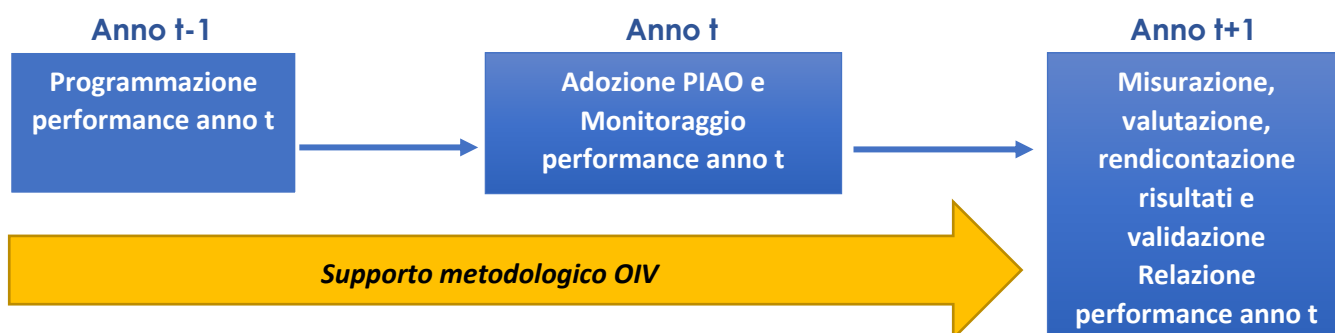 Anno t-1
Programmazione
performance anno t
Anno t
Adozione PIAO e
Monitoraggio
performance anno t
Anno t+1
Misurazione,
valutazione,
rendicontazione
risultati e
validazione
Relazione
performance anno t
Supporto metodologico OIV